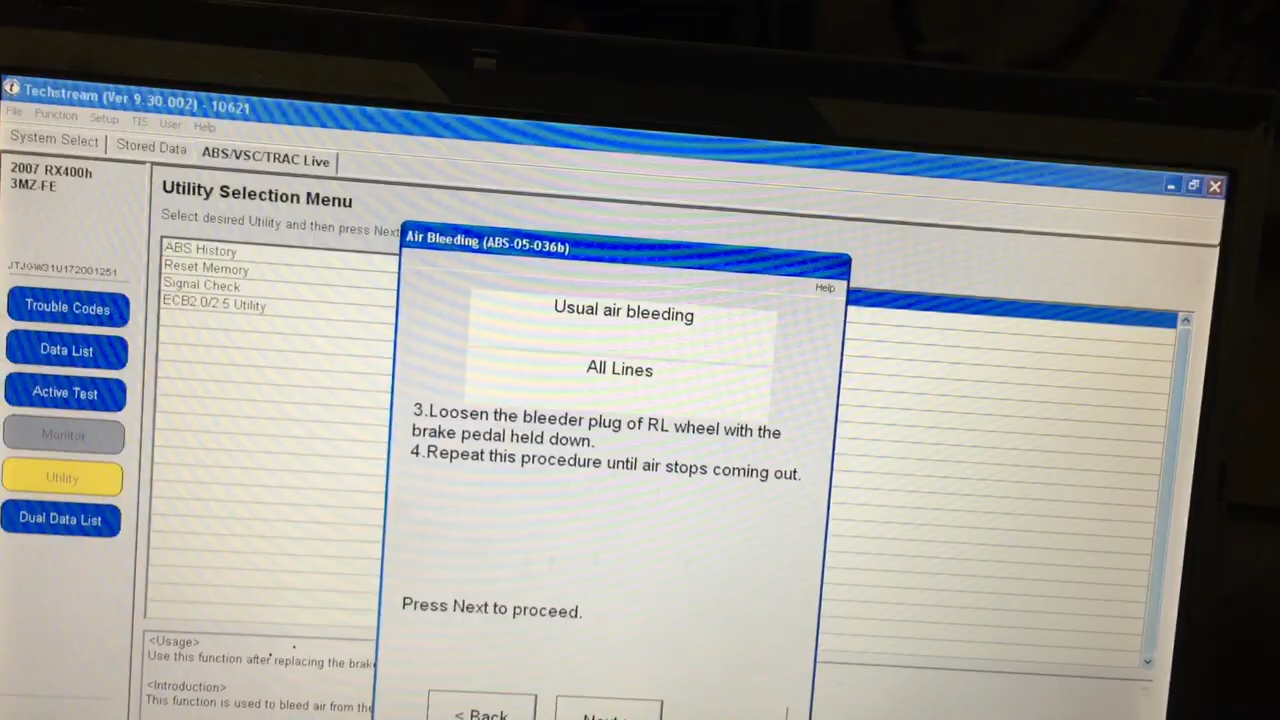 Techstream (Ver 9.30.002) - 10621
File Function Setup TIS User Help
System Select Stored Data ABS/VSC/TRAC Live
2007 RX400h
3MZ-FE
JTJGW31U172001251
Trouble Codes
Data List
Active Test
Monitor
Utility
Dual Data List
Utility Selection Menu
Select desired Utility and then press Next
ABS History
Reset Memory
Signal Check
ECB2.0/2.5 Utility
<Usage>
Use this function after replacing the brak
<Introduction>
This function is used to bleed air from the
Air Bleeding (ABS-05-036b)
Help
Usual air bleeding
All Lines
3.Loosen the bleeder plug of RL wheel with the
brake pedal held down.
4.Repeat this procedure until air stops coming out.
Press Next to proceed.
< Back
Next >